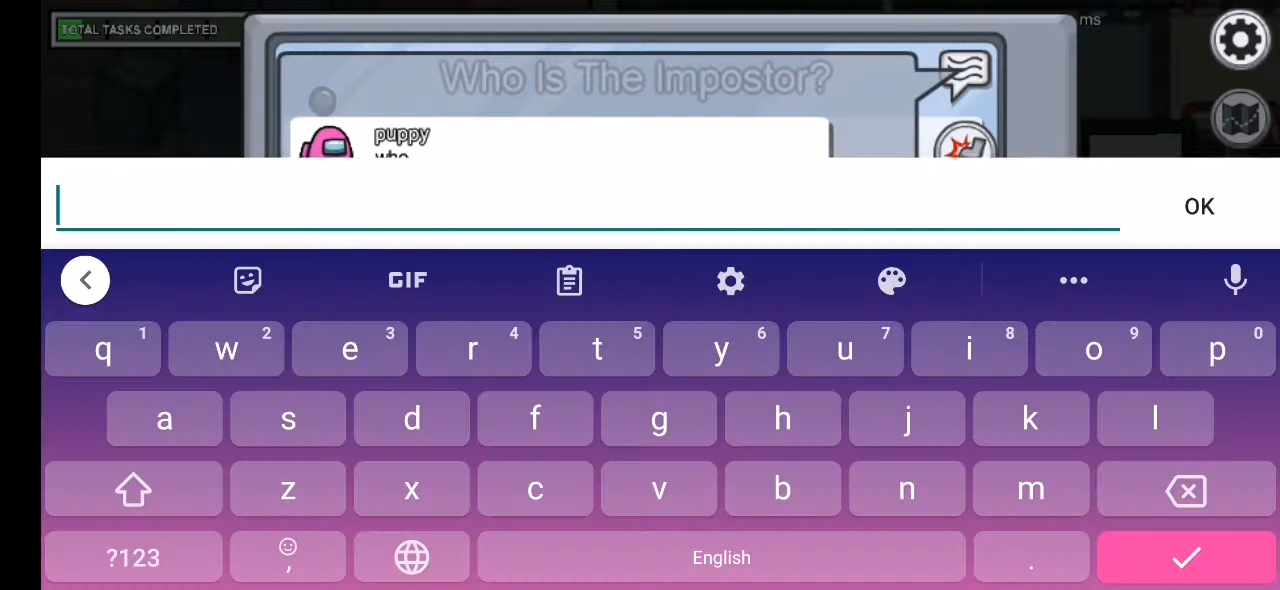 TOTAL TASKS COMPLETED
ms
Who Is The Impostor?
puppy
who
OK
GIF
q 1 w 2 e 3 r 4 t 5 y 6 u 7 i 8 o 9 p 0
a s d f g h j k l
z x c v b n m
?123 , English .